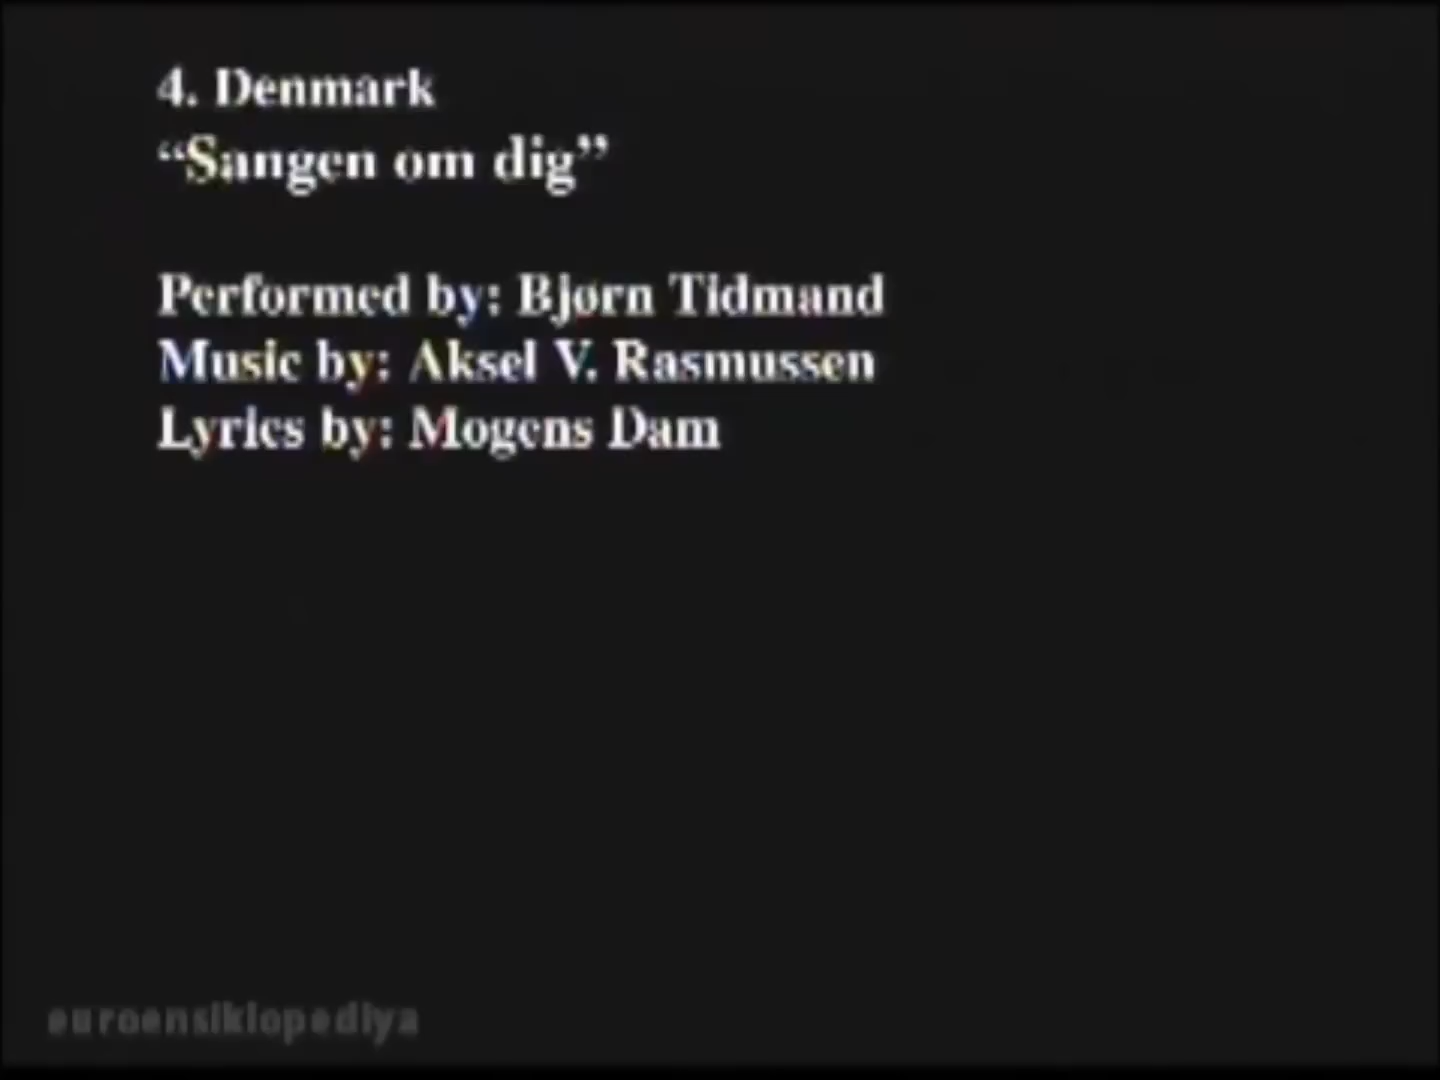 4. Denmark
“Sangen om dig”
Performed by: Bjørn Tidmand
Music by: Aksel V. Rasmussen
Lyrics by: Mogens Dam
euroensiklopediya